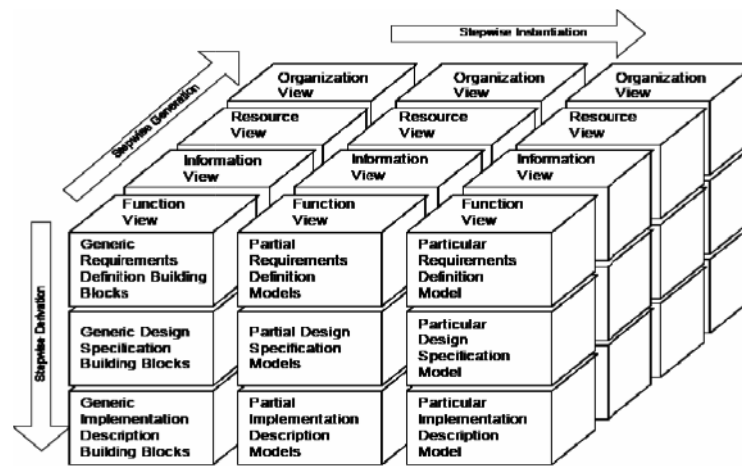 Stepwise Instantiation
Stepwise Generation
Stepwise Derivation
Organization
View
Organization
View
Organization
View
Resource
View
Resource
View
Resource
View
Information
View
Information
View
Information
View
Function
View
Function
View
Function
View
Generic
Requirements
Definition Building
Blocks
Partial
Requirements
Definition
Models
Particular
Requirements
Definition
Model
Generic Design
Specification
Building Blocks
Partial Design
Specification
Models
Particular
Design
Specification
Model
Generic
Implementation
Description
Building Blocks
Partial
Implementation
Description
Models
Particular
Implementation
Description
Model